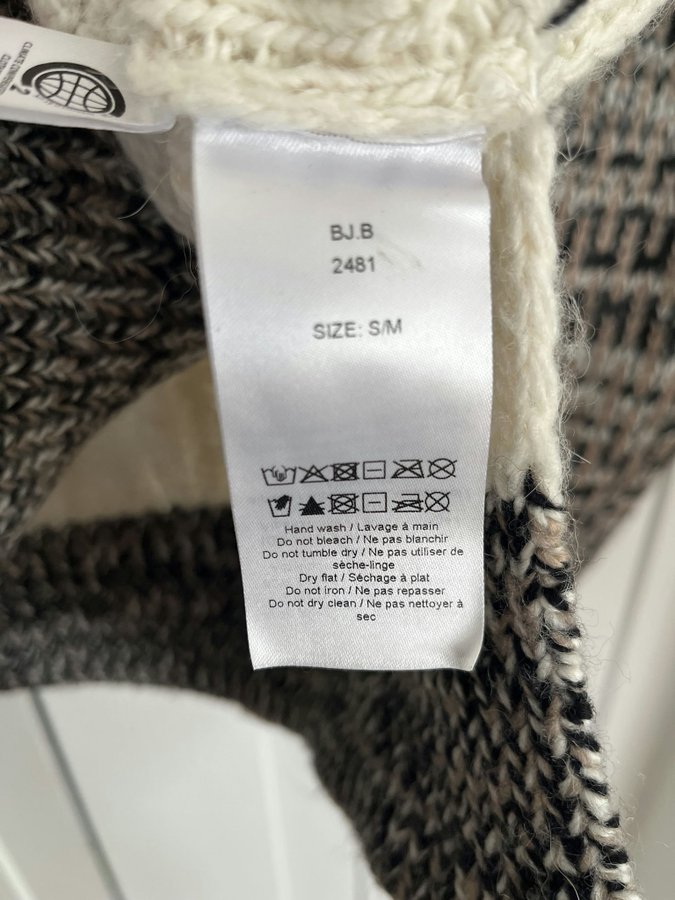 2
BJ.B
2481
SIZE: S/M
Hand wash / Lavage à main
Do not bleach / Ne pas blanchir
Do not tumble dry / Ne pas utiliser de
sèche-linge
Dry flat / Séchage à plat
Do not iron / Ne pas repasser
Do not dry clean / Ne pas nettoyer à
sec